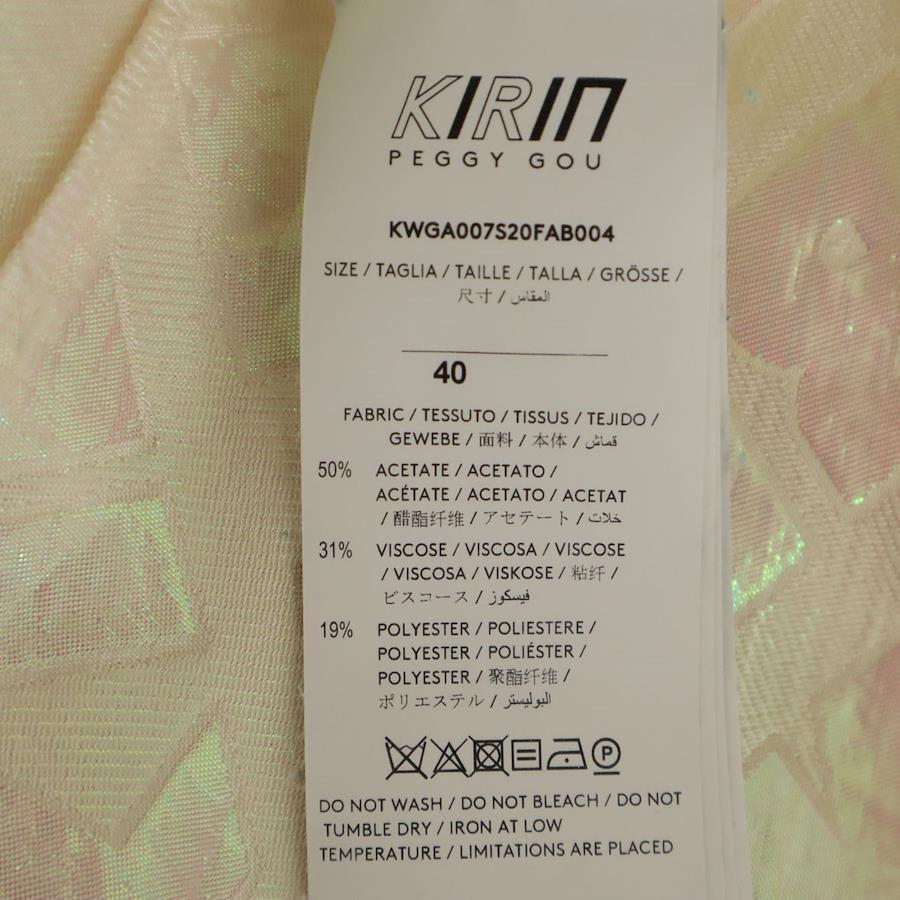 KIRIN
PEGGY GOU
KWGA007S20FAB004
SIZE / TAGLIA / TAILLE / TALLA / GRÖSSE /
尺寸 / المقاس
40
FABRIC / TESSUTO / TISSUS / TEJIDO /
GEWEBE / 面料 / 本体 / قماش
50% ACETATE / ACETATO /
ACÉTATE / ACETATO / ACETAT
/ 醋酯纤维 / アセテート / خلات
31% VISCOSE / VISCOSA / VISCOSE
/ VISCOSA / VISKOSE / 粘纤 /
ビスコース / فيسكوز
19% POLYESTER / POLIESTERE /
POLYESTER / POLIÉSTER /
POLYESTER / 聚酯纤维 /
ポリエステル / البوليستر
P
DO NOT WASH / DO NOT BLEACH / DO NOT
TUMBLE DRY / IRON AT LOW
TEMPERATURE / LIMITATIONS ARE PLACED